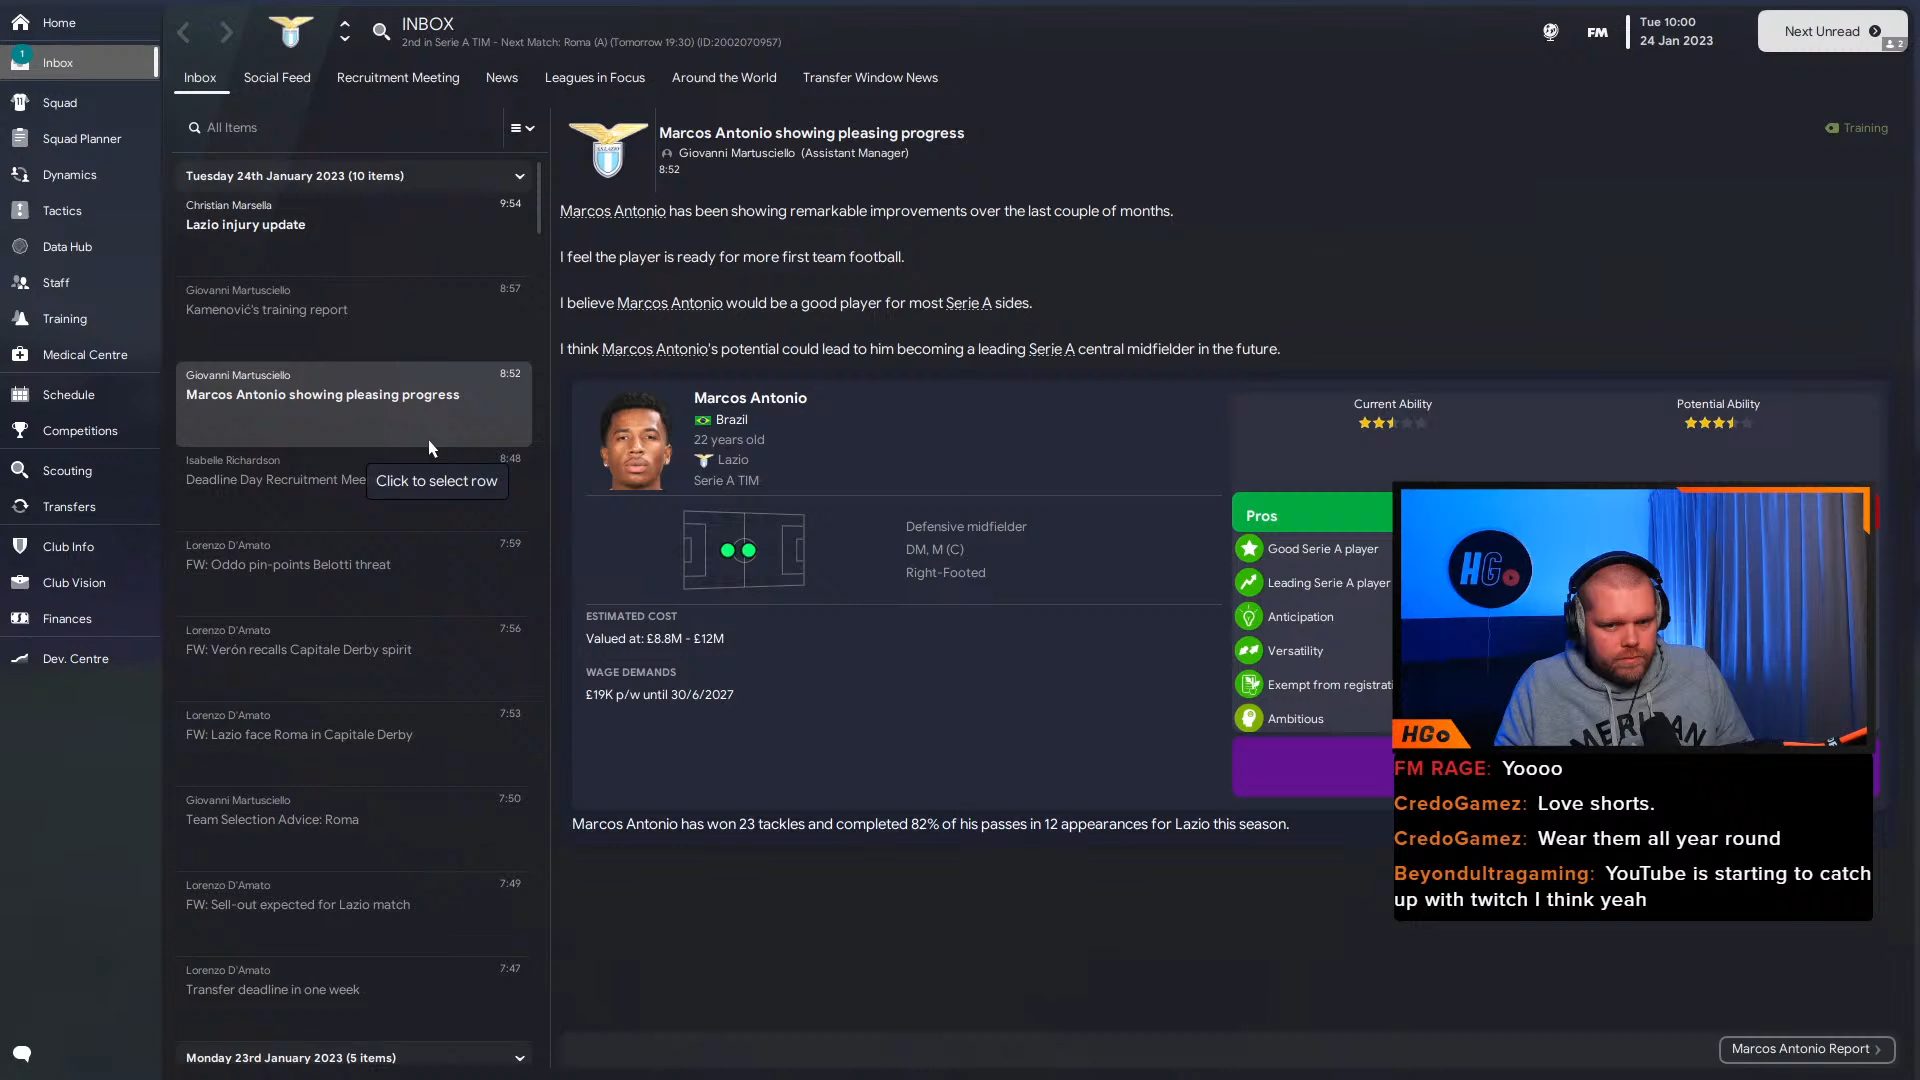 Home
1
Inbox
Squad
Squad Planner
Dynamics
Tactics
Data Hub
Staff
Training
Medical Centre
Schedule
Competitions
Scouting
Transfers
Club Info
Club Vision
Finances
Dev. Centre
INBOX
2nd in Serie A TIM - Next Match: Roma (A) (Tomorrow 19:30) (ID:2002070957)
FM
Tue 10:00
24 Jan 2023
Next Unread
2
Inbox Social Feed Recruitment Meeting News Leagues in Focus Around the World Transfer Window News
All Items
Tuesday 24th January 2023 (10 items)
Christian Marsella 9:54
Lazio injury update
Giovanni Martusciello 8:57
Kamenović's training report
Giovanni Martusciello 8:52
Marcos Antonio showing pleasing progress
Isabelle Richardson 8:48
Deadline Day Recruitment Mee
Click to select row
Lorenzo D'Amato 7:59
FW: Oddo pin-points Belotti threat
Lorenzo D'Amato 7:56
FW: Verón recalls Capitale Derby spirit
Lorenzo D'Amato 7:53
FW: Lazio face Roma in Capitale Derby
Giovanni Martusciello 7:50
Team Selection Advice: Roma
Lorenzo D'Amato 7:49
FW: Sell-out expected for Lazio match
Lorenzo D'Amato 7:47
Transfer deadline in one week
Monday 23rd January 2023 (5 items)
Marcos Antonio showing pleasing progress
Giovanni Martusciello (Assistant Manager)
8:52
Training
Marcos Antonio has been showing remarkable improvements over the last couple of months.
I feel the player is ready for more first team football.
I believe Marcos Antonio would be a good player for most Serie A sides.
I think Marcos Antonio's potential could lead to him becoming a leading Serie A central midfielder in the future.
Marcos Antonio
Brazil
22 years old
Lazio
Serie A TIM
Current Ability
Potential Ability
Defensive midfielder
DM, M (C)
Right-Footed
ESTIMATED COST
Valued at: £8.8M - £12M
WAGE DEMANDS
£19K p/w until 30/6/2027
Pros
Good Serie A player
Leading Serie A player
Anticipation
Versatility
Exempt from registrati
Ambitious
Marcos Antonio has won 23 tackles and completed 82% of his passes in 12 appearances for Lazio this season.
HG
AMERICAN
HG
FM RAGE: Yoooo
CredoGamez: Love shorts.
CredoGamez: Wear them all year round
Beyondultragaming: YouTube is starting to catch
up with twitch I think yeah
Marcos Antonio Report